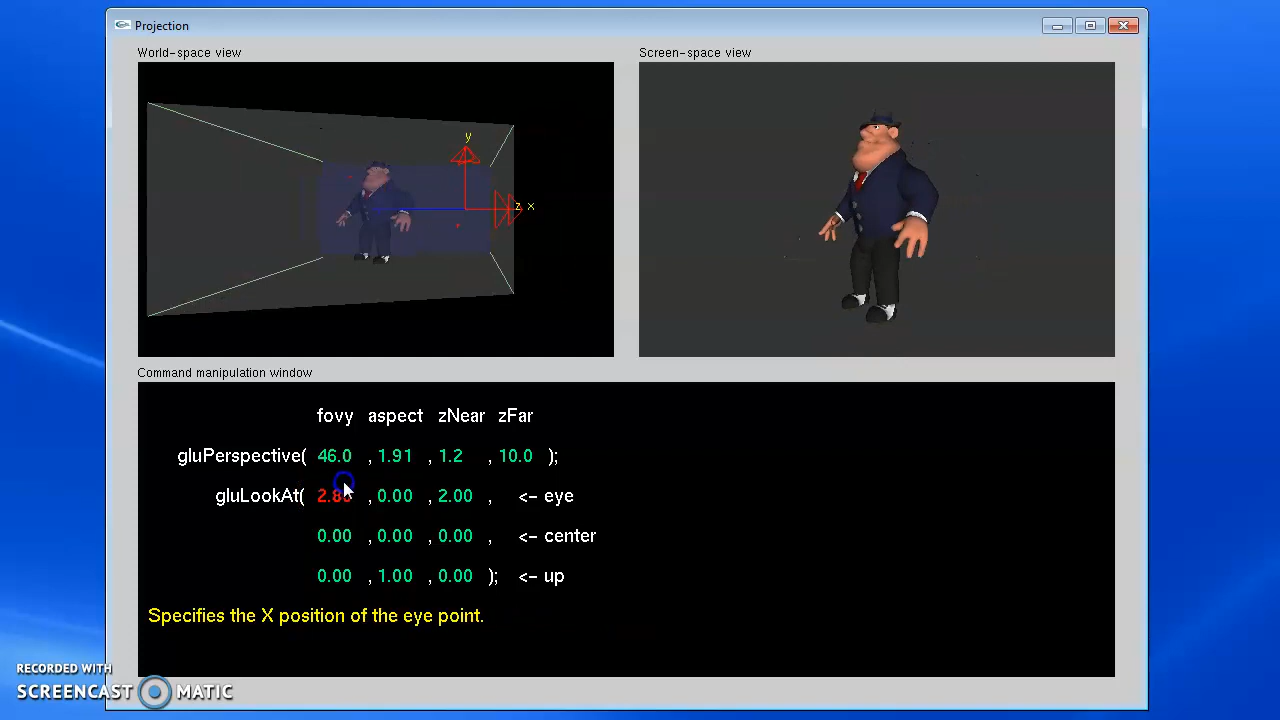 Projection
World-space view
Screen-space view
y
z x
Command manipulation window
fovy aspect zNear zFar
gluPerspective( 46.0 , 1.91 , 1.2 , 10.0 );
gluLookAt( , 0.00 , 2.00 , <- eye
0.00 , 0.00 , 0.00 , <- center
0.00 , 1.00 , 0.00 ); <- up
Specifies the X position of the eye point.
RECORDED WITH
SCREENCAST MATIC